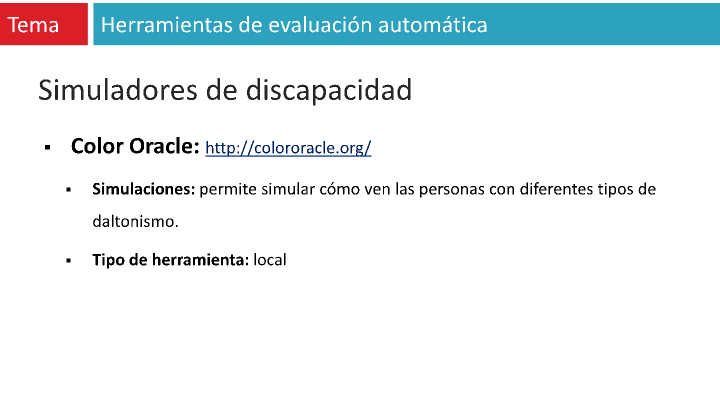 Tema Herramientas de evaluación automática
Simuladores de discapacidad
▪ Color Oracle: http://colororacle.org/
▪ Simulaciones: permite simular cómo ven las personas con diferentes tipos de
daltonismo.
▪ Tipo de herramienta: local